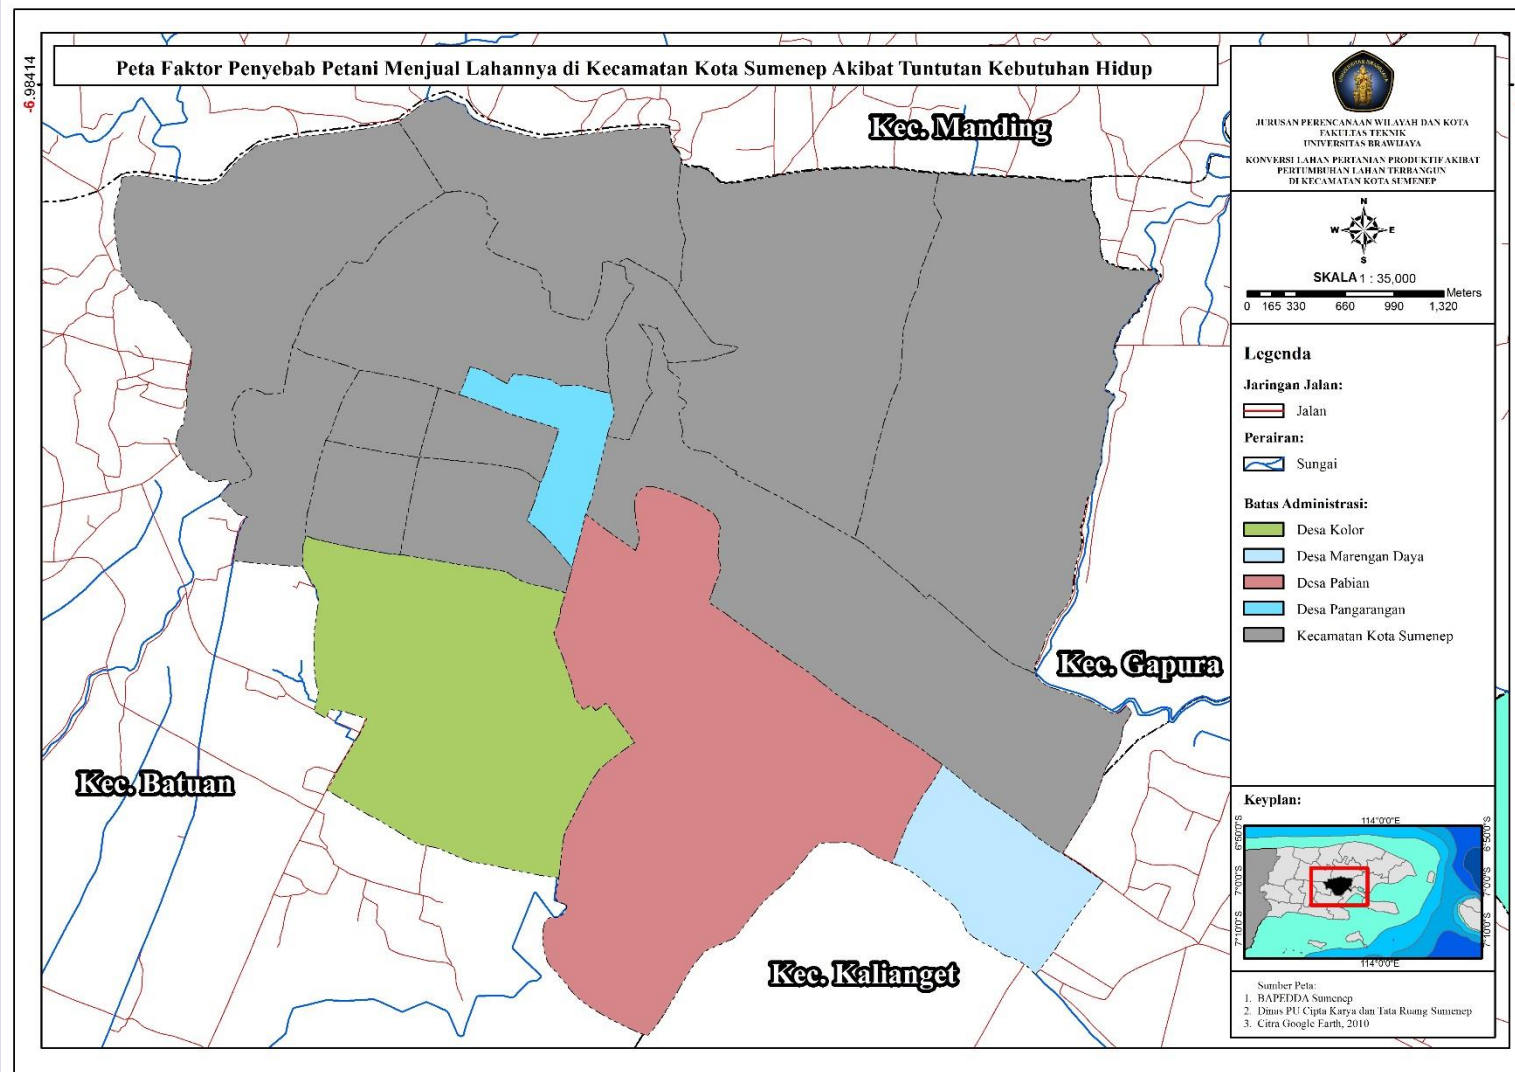 -6.98414
Peta Faktor Penyebab Petani Menjual Lahannya di Kecamatan Kota Sumenep Akibat Tuntutan Kebutuhan Hidup
Kec. Manding
Kec. Gapura
Kec. Batuan
Kec. Kalianget
UNIVERSITAS BRAWIJAYA
JURUSAN PERENCANAAN WILAYAH DAN KOTA
FAKULTAS TEKNIK
UNIVERSITAS BRAWIJAYA
KONVERSI LAHAN PERTANIAN PRODUKTIF AKIBAT
PERTUMBUHAN LAHAN TERBANGUN
DI KECAMATAN KOTA SUMENEP
N
W E
S
SKALA 1 : 35,000
Meters
0 165 330 660 990 1,320
Legenda
Jaringan Jalan:
Jalan
Perairan:
Sungai
Batas Administrasi:
Desa Kolor
Desa Marengan Daya
Desa Pabian
Desa Pangarangan
Kecamatan Kota Sumenep
Keyplan:
114°0'0"E
6°50'0"S 6°50'0"S
7°0'0"S 7°0'0"S
7°10'0"S 7°10'0"S
114°0'0"E
Sumber Peta:
1. BAPEDDA Sumenep
2. Dinas PU Cipta Karya dan Tata Ruang Sumenep
3. Citra Google Earth, 2010